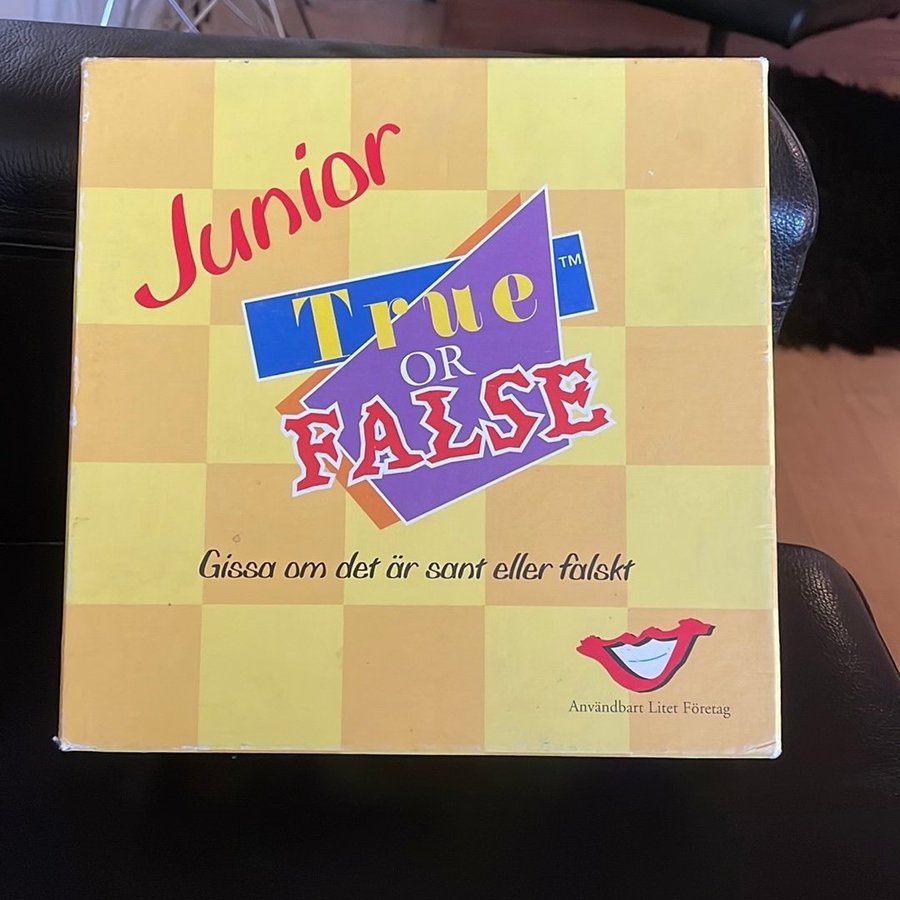 Junior
True ™
OR
FALSE
Gissa om det är sant eller falskt
Användbart Litet Företag